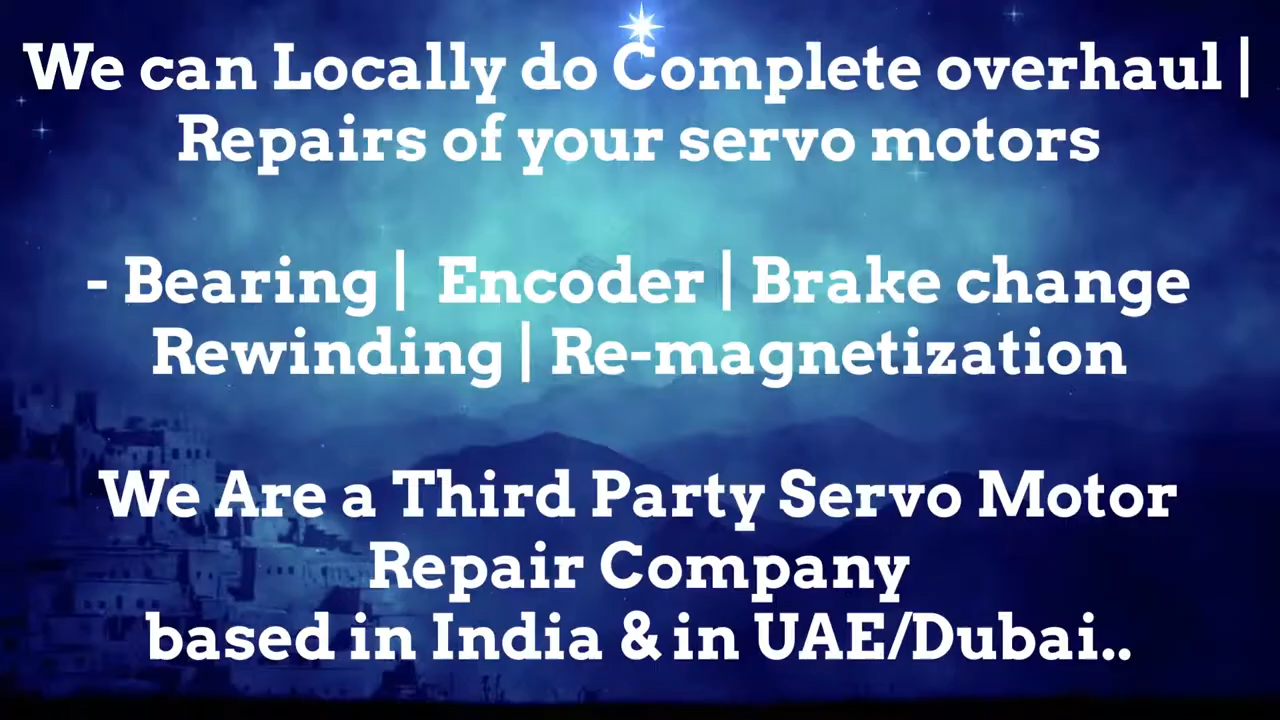 We can Locally do Complete overhaul |
Repairs of your servo motors
- Bearing | Encoder | Brake change
Rewinding | Re-magnetization
We Are a Third Party Servo Motor
Repair Company
based in India & in UAE/Dubai..